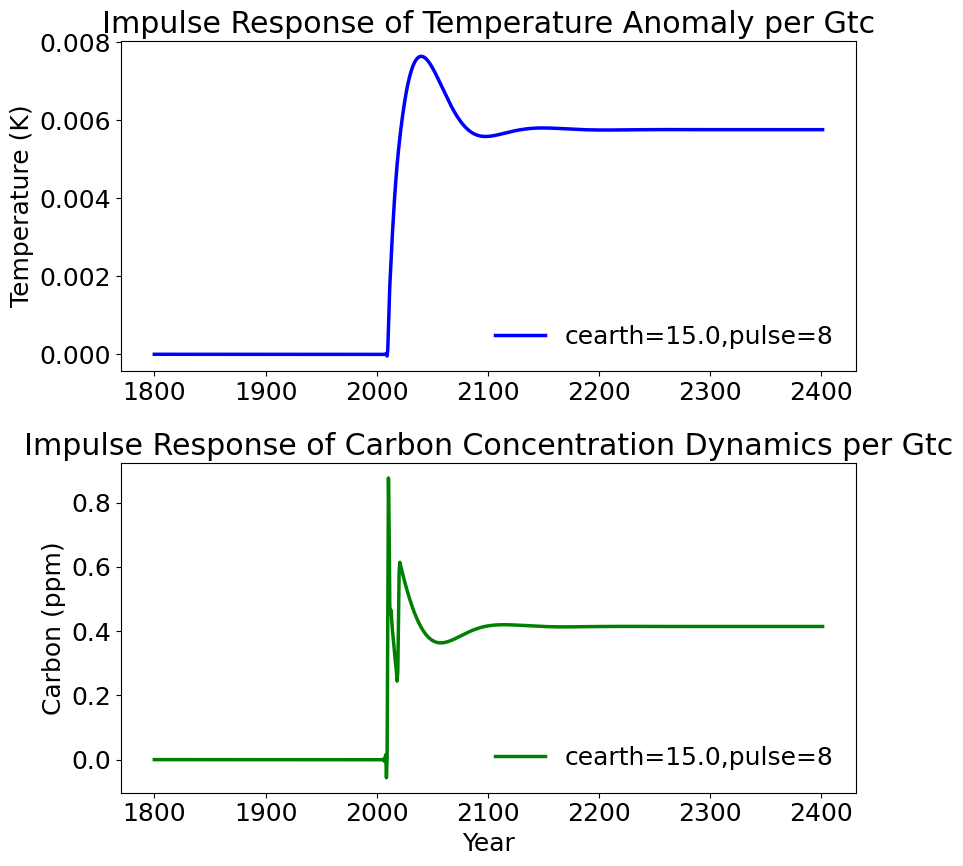 Impulse Response of Temperature Anomaly per Gtc
0.008
0.006
0.004
0.002
0.000
Temperature (K)
cearth=15.0,pulse=8
1800 1900 2000 2100 2200 2300 2400
Impulse Response of Carbon Concentration Dynamics per Gtc
0.8
0.6
0.4
0.2
0.0
Carbon (ppm)
cearth=15.0,pulse=8
1800 1900 2000 2100 2200 2300 2400
Year